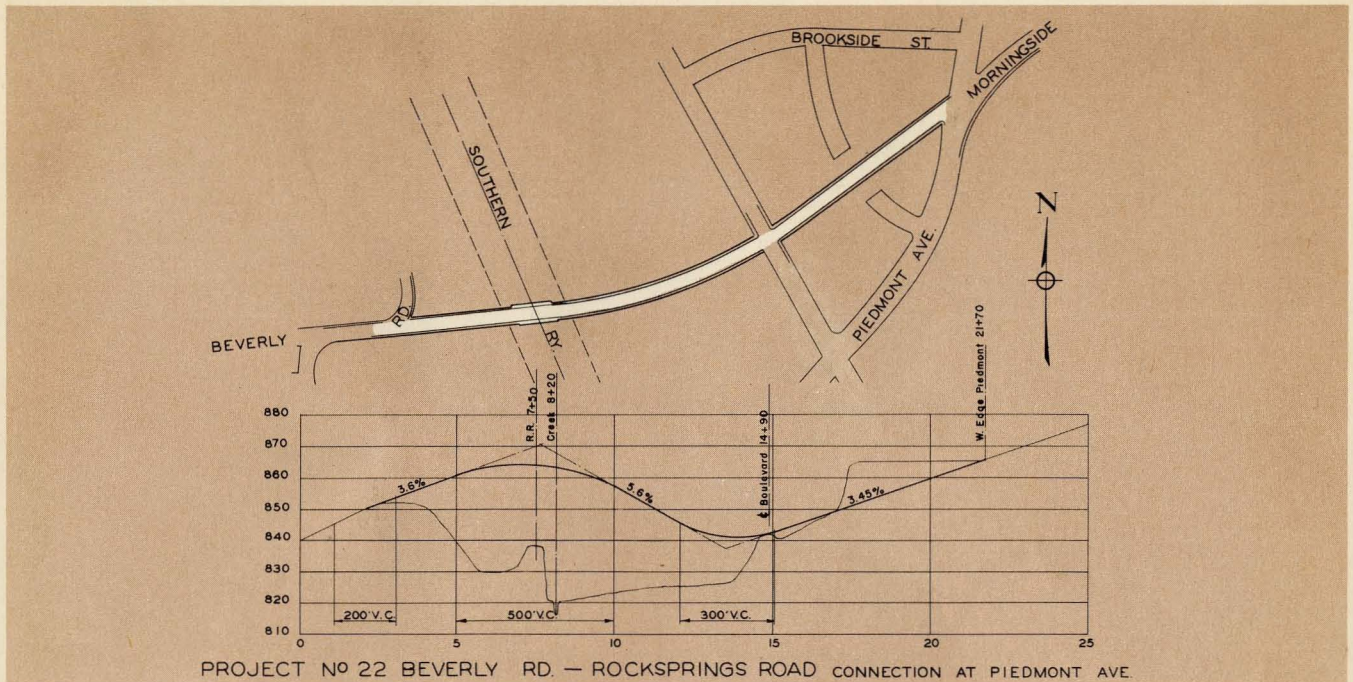 BROOKSIDE ST.
MORNINGSIDE
SOUTHERN
RY
N
PIEDMONT AVE.
BEVERLY
RD.
R.R. 7+50
Creek 8+20
℄ Boulevard 14+90
W. Edge Piedmont 21+70
880
870
860
850
840
830
820
810
3.6%
5.6%
3.45%
200'V.C.
500'V.C.
300'V.C.
0 5 10 15 20 25
PROJECT Nº 22 BEVERLY RD. — ROCKSPRINGS ROAD CONNECTION AT PIEDMONT AVE.